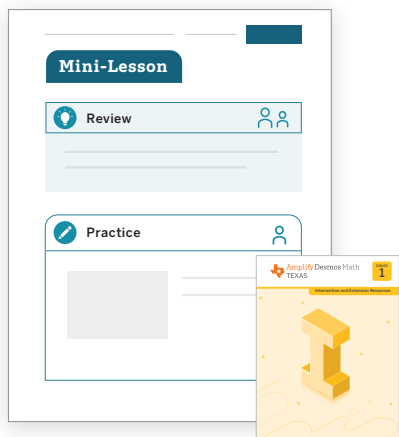 Mini-Lesson
Review
Practice
Amplify Desmos Math
TEXAS
GRADE
1
Intervention and Extension Resources